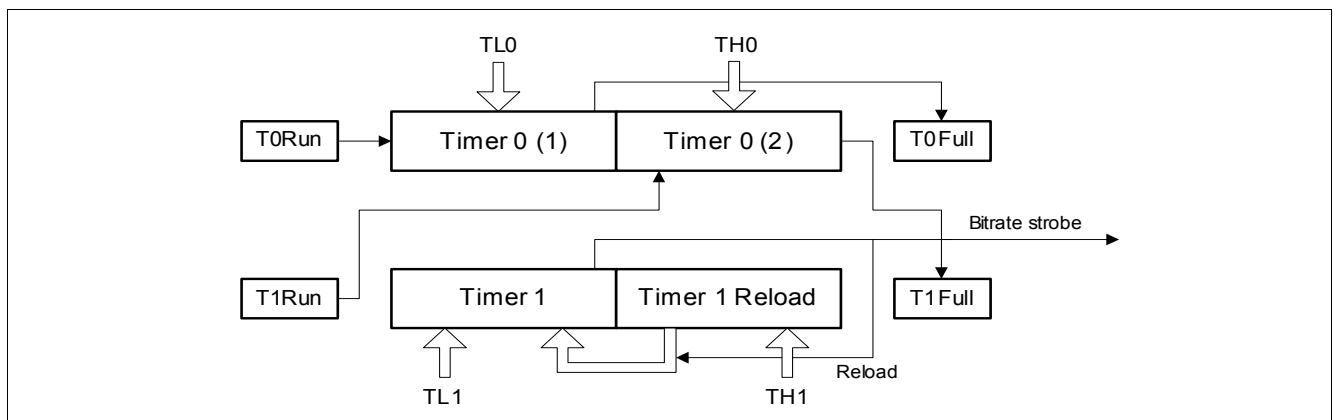 TL0
TH0
T0Run
Timer 0 (1)
Timer 0 (2)
T0Full
Bitrate strobe
T1Run
Timer 1
Timer 1 Reload
T1Full
Reload
TL1
TH1